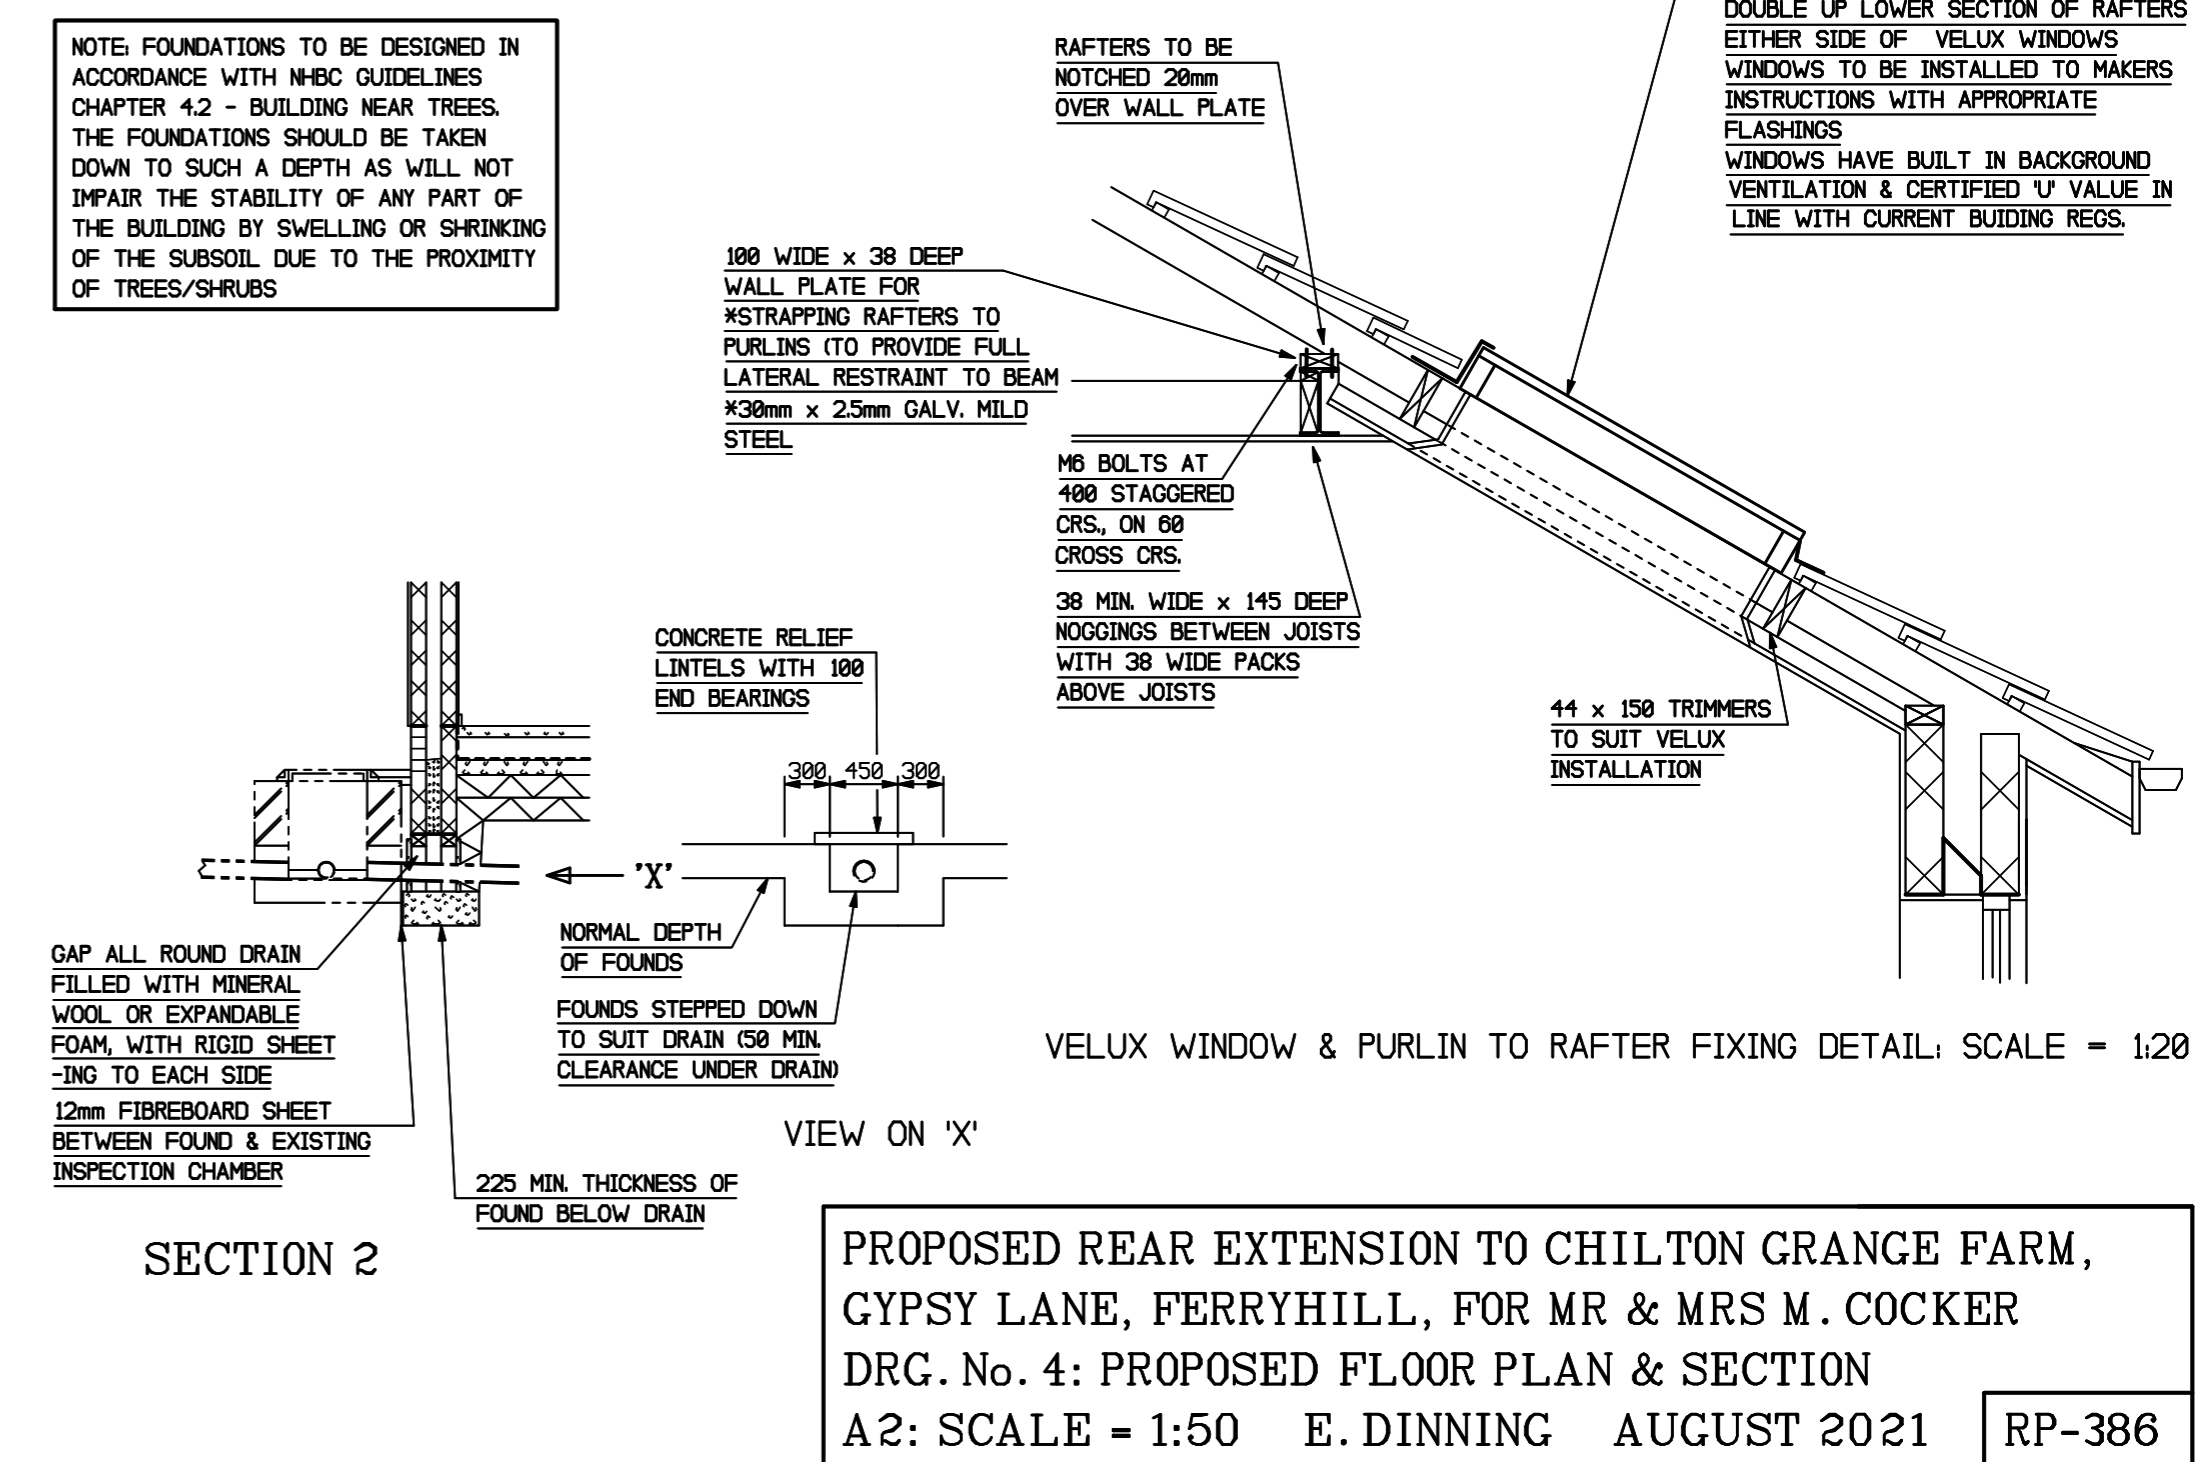 NOTE: FOUNDATIONS TO BE DESIGNED IN
ACCORDANCE WITH NHBC GUIDELINES
CHAPTER 4.2 - BUILDING NEAR TREES.
THE FOUNDATIONS SHOULD BE TAKEN
DOWN TO SUCH A DEPTH AS WILL NOT
IMPAIR THE STABILITY OF ANY PART OF
THE BUILDING BY SWELLING OR SHRINKING
OF THE SUBSOIL DUE TO THE PROXIMITY
OF TREES/SHRUBS
RAFTERS TO BE
NOTCHED 20mm
OVER WALL PLATE
DOUBLE UP LOWER SECTION OF RAFTERS
EITHER SIDE OF VELUX WINDOWS
WINDOWS TO BE INSTALLED TO MAKERS
INSTRUCTIONS WITH APPROPRIATE
FLASHINGS
WINDOWS HAVE BUILT IN BACKGROUND
VENTILATION & CERTIFIED 'U' VALUE IN
LINE WITH CURRENT BUIDING REGS.
100 WIDE x 38 DEEP
WALL PLATE FOR
*STRAPPING RAFTERS TO
PURLINS (TO PROVIDE FULL
LATERAL RESTRAINT TO BEAM
*30mm x 2.5mm GALV. MILD
STEEL
M6 BOLTS AT
400 STAGGERED
CRS., ON 60
CROSS CRS.
38 MIN. WIDE x 145 DEEP
NOGGINGS BETWEEN JOISTS
WITH 38 WIDE PACKS
ABOVE JOISTS
44 x 150 TRIMMERS
TO SUIT VELUX
INSTALLATION
CONCRETE RELIEF
LINTELS WITH 100
END BEARINGS
300 450 300
'X'
NORMAL DEPTH
OF FOUNDS
FOUNDS STEPPED DOWN
TO SUIT DRAIN (50 MIN.
CLEARANCE UNDER DRAIN)
GAP ALL ROUND DRAIN
FILLED WITH MINERAL
WOOL OR EXPANDABLE
FOAM, WITH RIGID SHEET
-ING TO EACH SIDE
12mm FIBREBOARD SHEET
BETWEEN FOUND & EXISTING
INSPECTION CHAMBER
225 MIN. THICKNESS OF
FOUND BELOW DRAIN
VIEW ON 'X'
SECTION 2
VELUX WINDOW & PURLIN TO RAFTER FIXING DETAIL: SCALE = 1:20
PROPOSED REAR EXTENSION TO CHILTON GRANGE FARM,
GYPSY LANE, FERRYHILL, FOR MR & MRS M. COCKER
DRG. No. 4: PROPOSED FLOOR PLAN & SECTION
A2: SCALE = 1:50 E. DINNING AUGUST 2021 RP-386